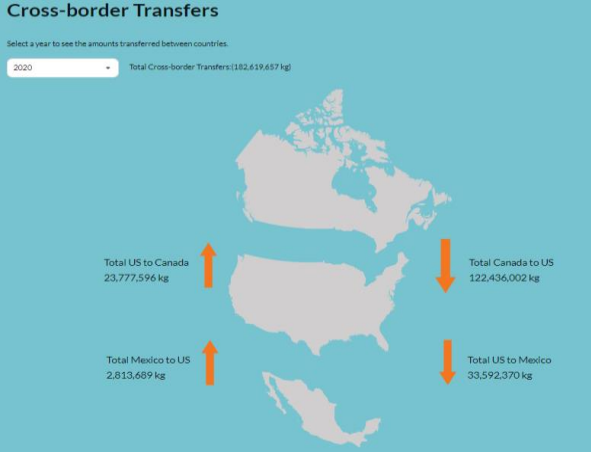 Cross-border Transfers
Select a year to see the amounts transferred between countries.
2020
Total Cross-border Transfers:(182,619,657 kg)
Total US to Canada
23,777,596 kg
Total Canada to US
122,436,002 kg
Total Mexico to US
2,813,689 kg
Total US to Mexico
33,592,370 kg